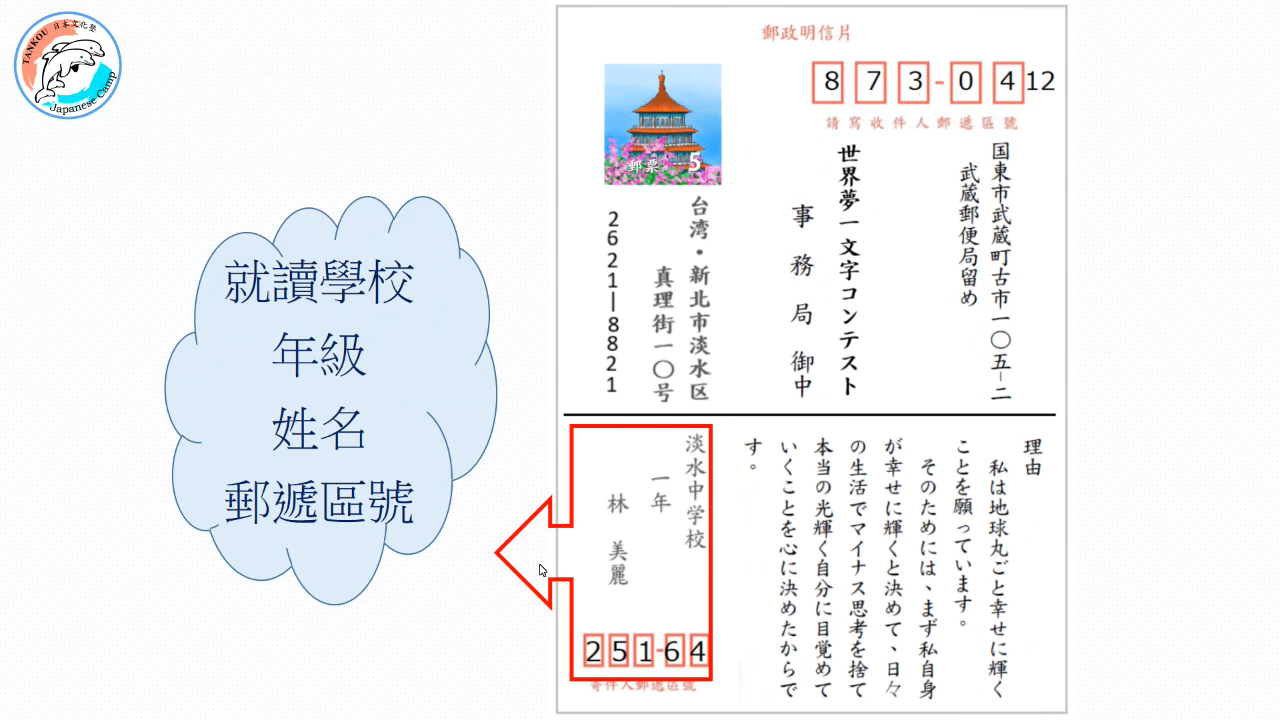 TANKOU 日本文化塾
Japanese Camp
就讀學校
年級
姓名
郵遞區號
郵政明信片
873-0412
請寫收件人郵遞區號
国東市武蔵町古市一〇五-二
武蔵郵便局留め
世界夢一文字コンテスト
事務局 御中
郵票 5
台湾・新北市淡水区
真理街一〇号
2621-8821
理由
私は地球丸ごと幸せに輝く
ことを願っています。
そのためには、まず私自身
が幸せに輝くと決めて、日々
の生活でマイナス思考を捨て
本当の光輝く自分に目覚めて
いくことを心に決めたからで
す。
淡水中学校
一年
林 美麗
251-64
寄件人郵遞區號